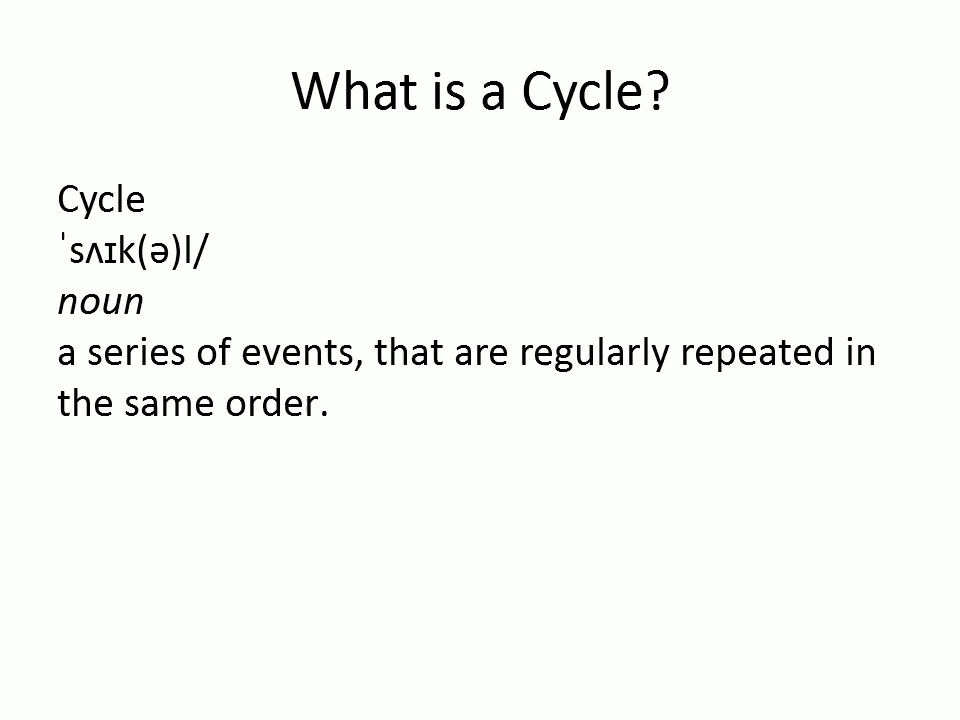 What is a Cycle?
Cycle
ˈsʌɪk(ə)l/
noun
a series of events, that are regularly repeated in
the same order.